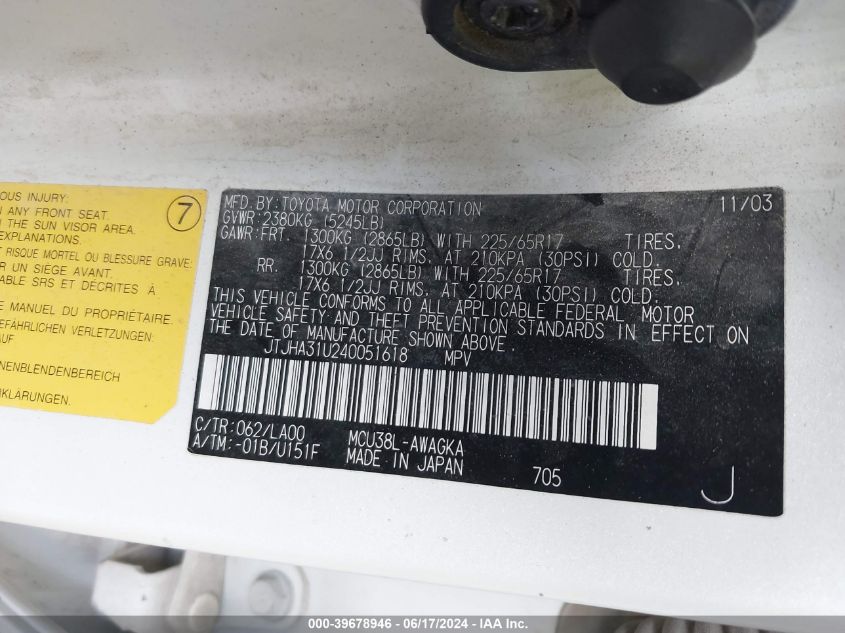 OUS INJURY:
N ANY FRONT SEAT.
N THE SUN VISOR AREA.
EXPLANATIONS.
T RISQUE MORTEL OU BLESSURE GRAVE:
R UN SIÈGE AVANT.
ABLE SRS ET DÉCRITES À
E MANUEL DU PROPRIÉTAIRE.
EFÄHRLICHEN VERLETZUNGEN:
AUF
NENBLENDENBEREICH
RKLÄRUNGEN.
7
MFD.BY:TOYOTA MOTOR CORPORATION 11/03
GVWR:2380KG (5245LB)
GAWR:FRT. 1300KG (2865LB) WITH 225/65R17 TIRES,
17X6 1/2JJ RIMS, AT 210KPA (30PSI) COLD.
RR. 1300KG (2865LB) WITH 225/65R17 TIRES,
17X6 1/2JJ RIMS, AT 210KPA (30PSI) COLD.
THIS VEHICLE CONFORMS TO ALL APPLICABLE FEDERAL MOTOR
VEHICLE SAFETY AND THEFT PREVENTION STANDARDS IN EFFECT ON
THE DATE OF MANUFACTURE SHOWN ABOVE.
JTJHA31U240051618 MPV
C/TR:062/LA00 MCU38L-AWAGKA
A/TM:-01B/U151F MADE IN JAPAN
705 J
000-39678946 - 06/17/2024 - IAA Inc.